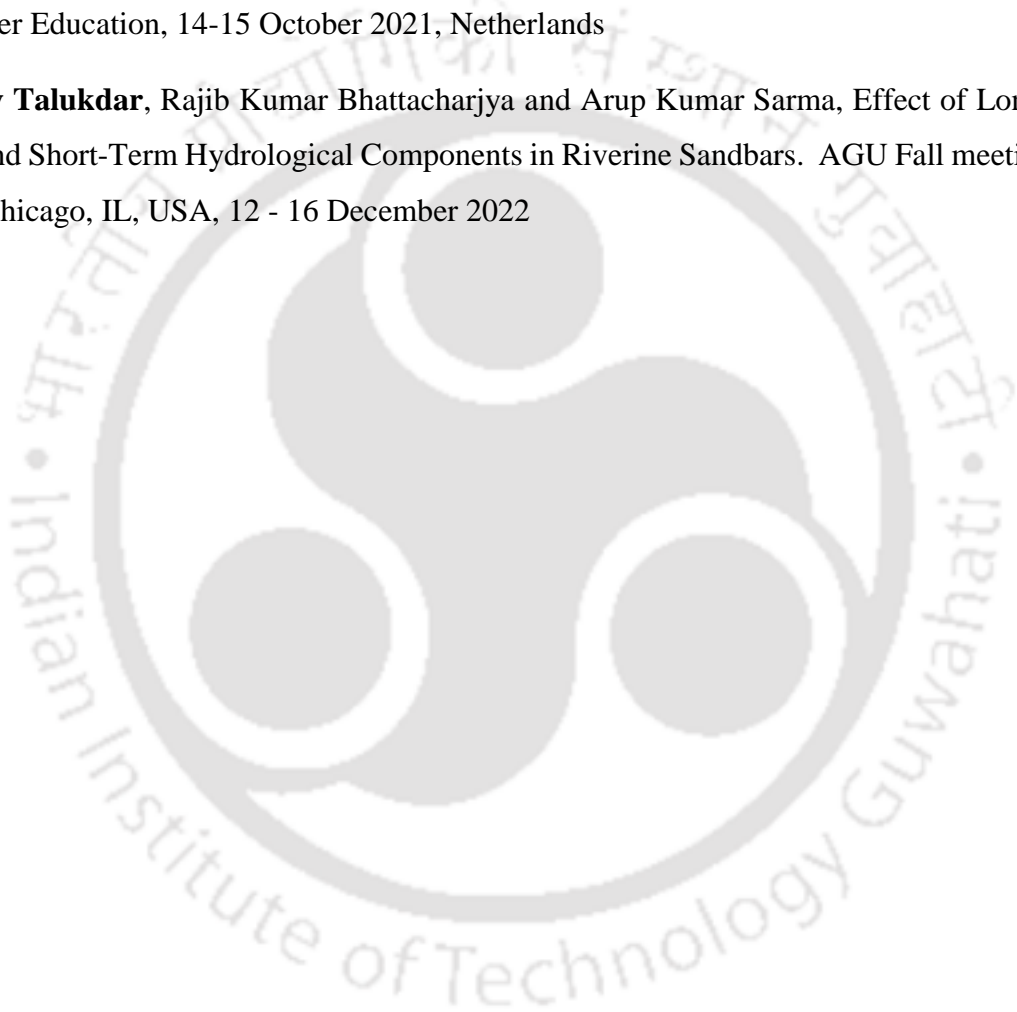 er Education, 14-15 October 2021, Netherlands
y Talukdar, Rajib Kumar Bhattacharjya and Arup Kumar Sarma, Effect of Lon
nd Short-Term Hydrological Components in Riverine Sandbars. AGU Fall meeti
hicago, IL, USA, 12 - 16 December 2022
भारतीय प्रौद्योगिकी संस्थान गुवाहाटी
Indian Institute of Technology Guwahati